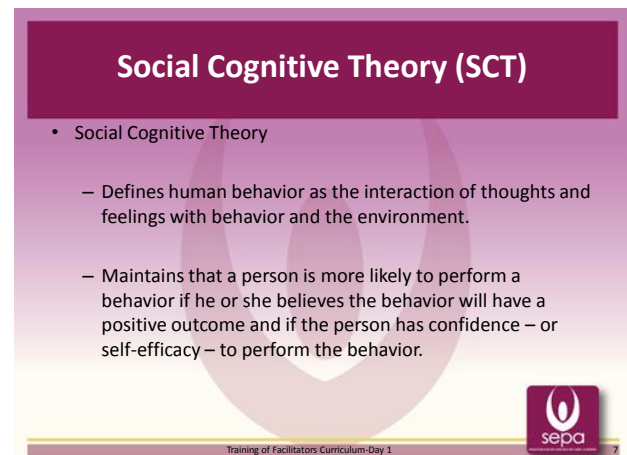 Social Cognitive Theory (SCT)
• Social Cognitive Theory
– Defines human behavior as the interaction of thoughts and
feelings with behavior and the environment.
– Maintains that a person is more likely to perform a
behavior if he or she believes the behavior will have a
positive outcome and if the person has confidence – or
self-efficacy – to perform the behavior.
sepa
Training of Facilitators Curriculum-Day 1
7